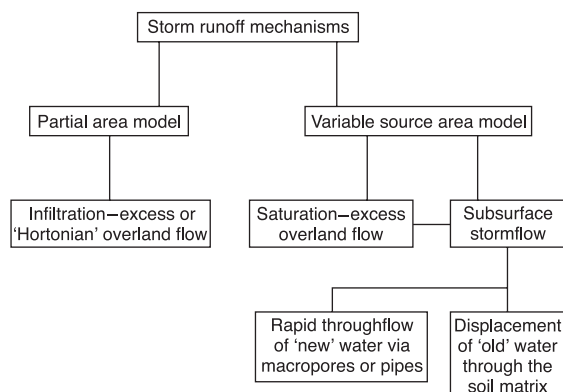 Storm runoff mechanisms
Partial area model
Variable source area model
Infiltration–excess or
‘Hortonian’ overland flow
Saturation–excess
overland flow
Subsurface
stormflow
Rapid throughflow
of ‘new’ water via
macropores or pipes
Displacement
of ‘old’ water
through the
soil matrix